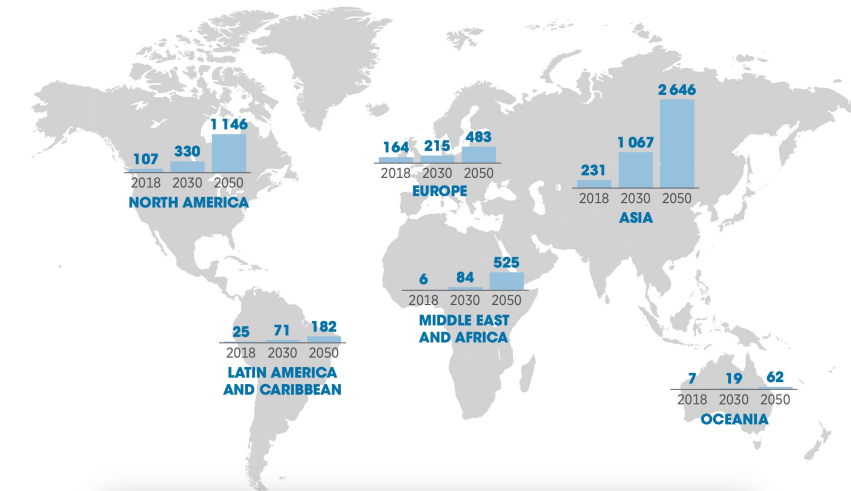 107 330 1 146
2018 2030 2050
NORTH AMERICA
164 215 483
2018 2030 2050
EUROPE
231 1 067 2 646
2018 2030 2050
ASIA
6 84 525
2018 2030 2050
MIDDLE EAST
AND AFRICA
25 71 182
2018 2030 2050
LATIN AMERICA
AND CARIBBEAN
7 19 62
2018 2030 2050
OCEANIA